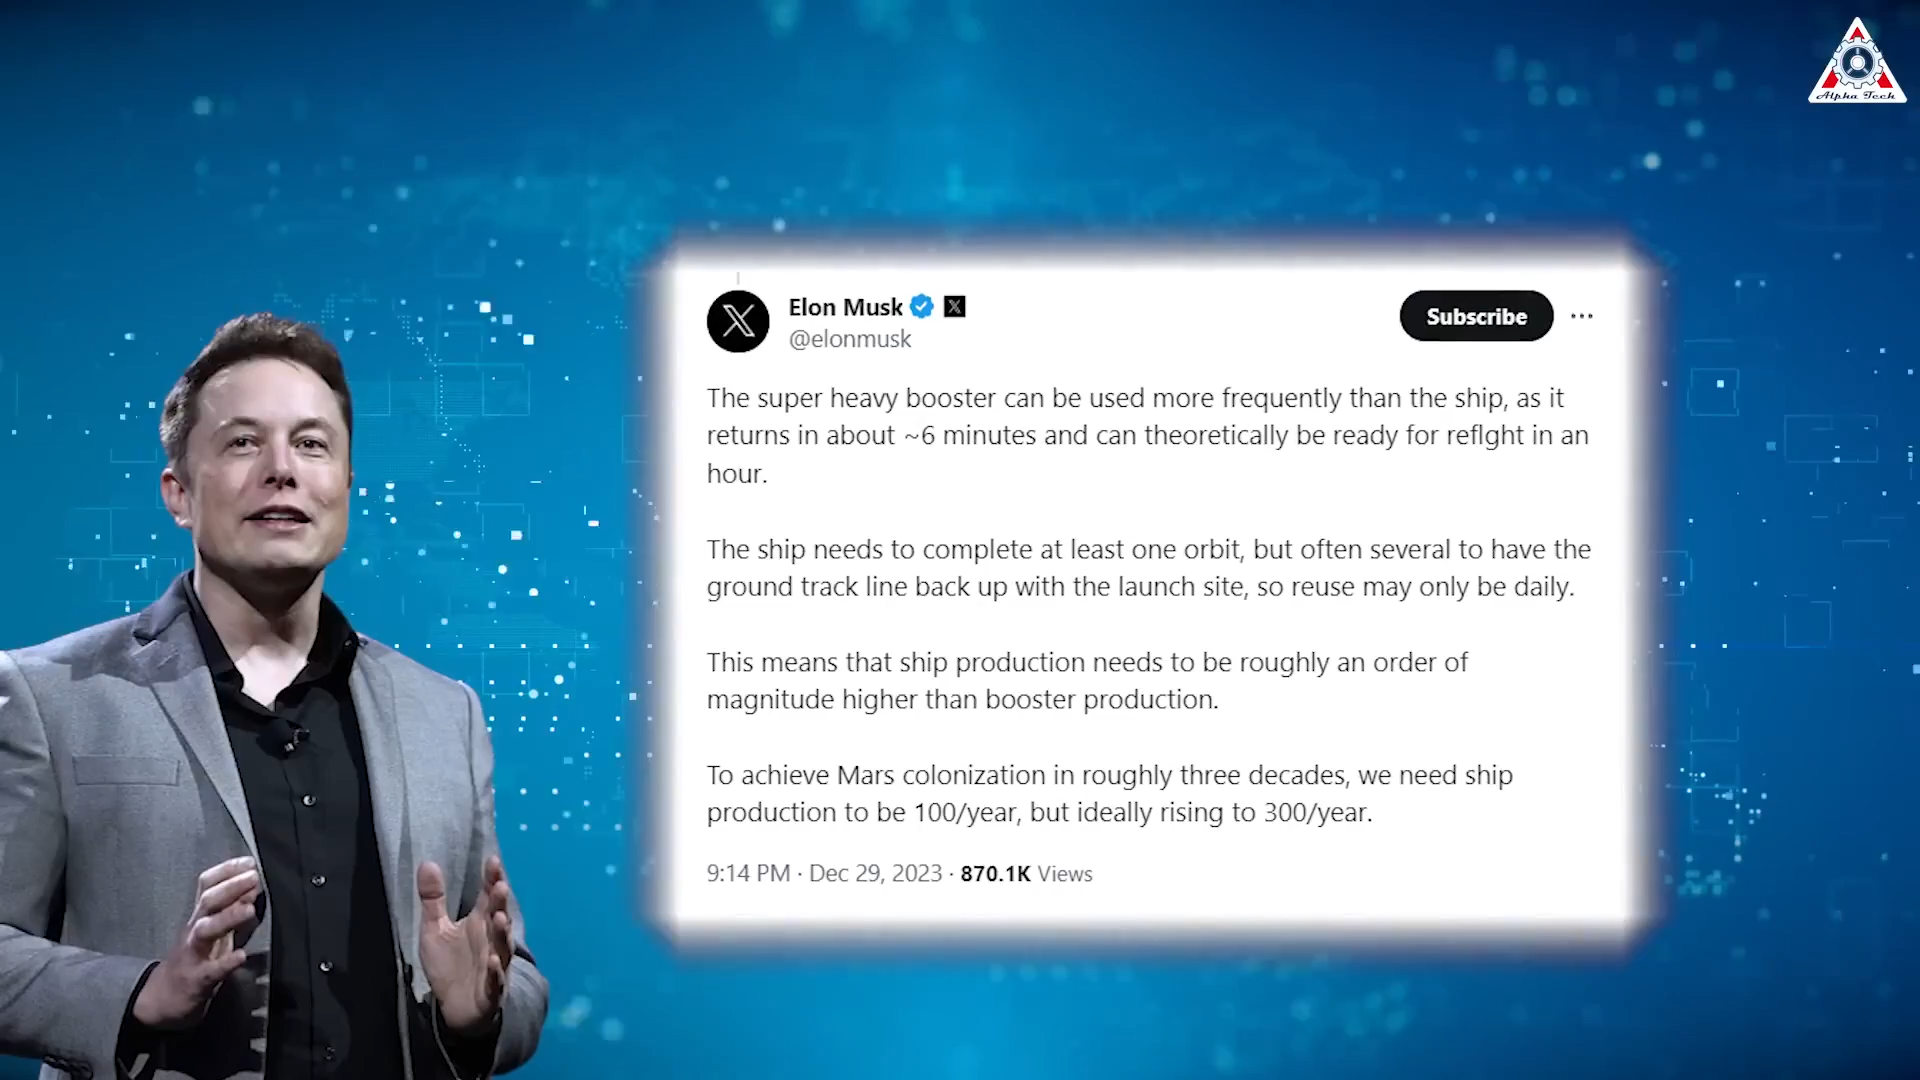 Alpha Tech
Elon Musk
@elonmusk
Subscribe
The super heavy booster can be used more frequently than the ship, as it
returns in about ~6 minutes and can theoretically be ready for reflght in an
hour.
The ship needs to complete at least one orbit, but often several to have the
ground track line back up with the launch site, so reuse may only be daily.
This means that ship production needs to be roughly an order of
magnitude higher than booster production.
To achieve Mars colonization in roughly three decades, we need ship
production to be 100/year, but ideally rising to 300/year.
9:14 PM · Dec 29, 2023 · 870.1K Views